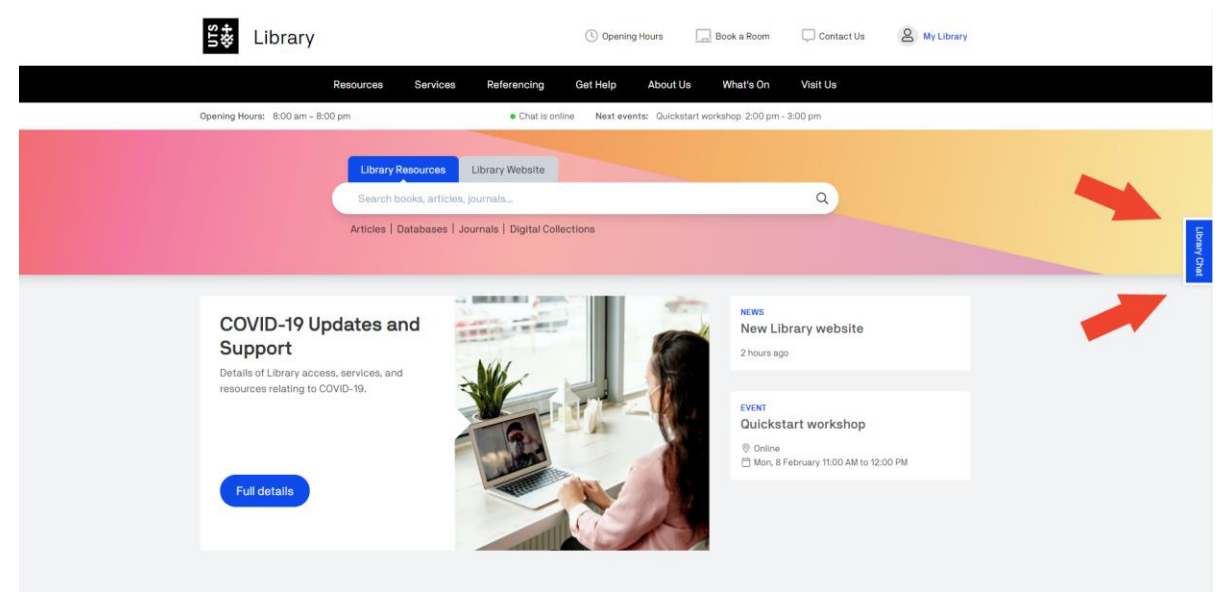 UTS
Library
Opening Hours
Book a Room
Contact Us
My Library
Resources Services Referencing Get Help About Us What's On Visit Us
Opening Hours: 8:00 am - 8:00 pm
Chat is online
Next events: Quickstart workshop 2:00 pm - 3:00 pm
Library Resources
Library Website
Search books, articles, journals...
Articles | Databases | Journals | Digital Collections
Library Chat
COVID-19 Updates and
Support
Details of Library access, services, and
resources relating to COVID-19.
Full details
NEWS
New Library website
2 hours ago
EVENT
Quickstart workshop
Online
Mon, 8 February 11:00 AM to 12:00 PM